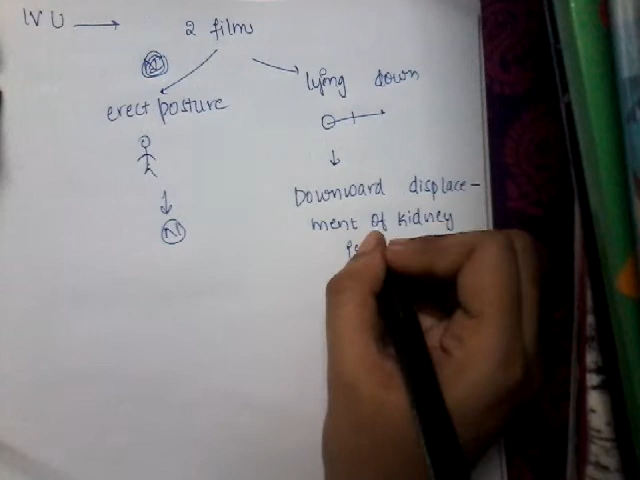 IVU → 2 films
erect posture
lying down
N
Downward displace-
ment of kidney